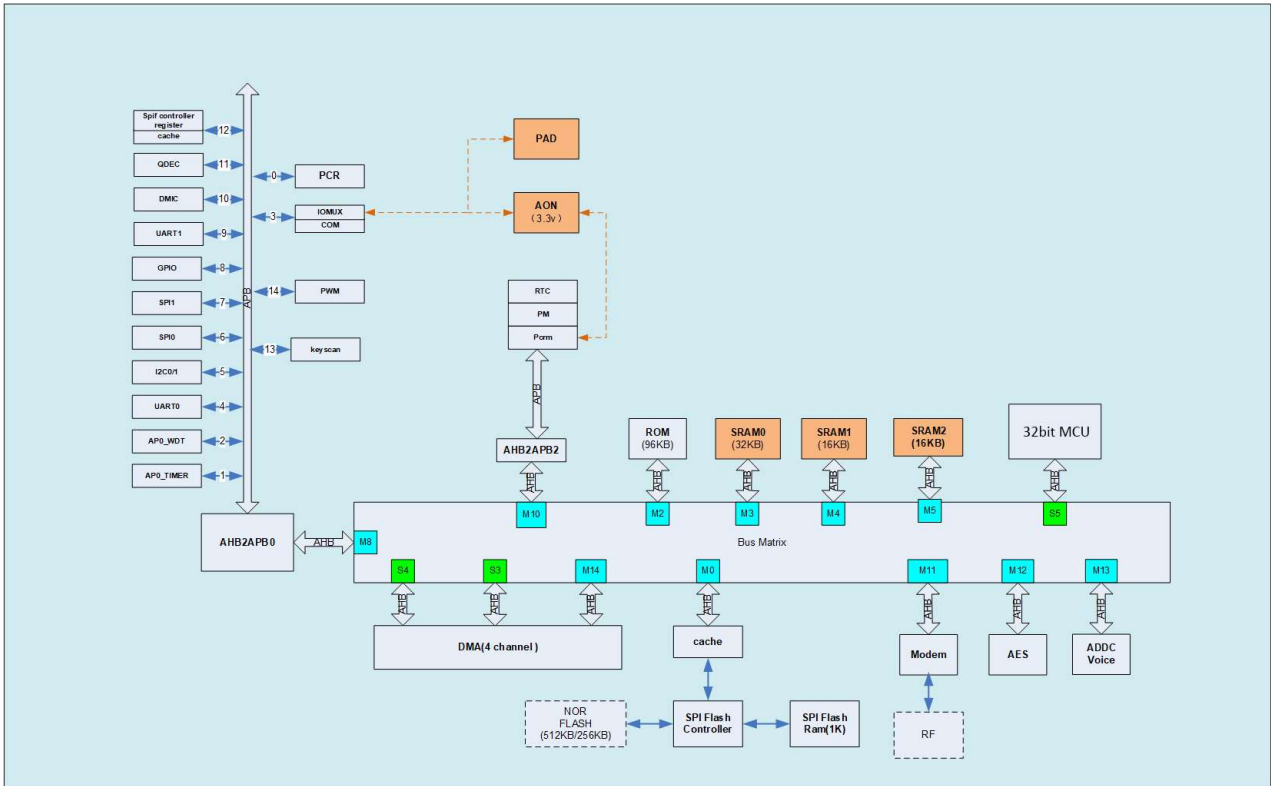 Spif controller
register
cache
12
QDEC
11
DMIC
10
UART1
9
GPIO
8
SPI1
7
SPI0
6
I2C0/1
5
UART0
4
AP0_WDT
2
AP0_TIMER
1
APB
0
PCR
3
IOMUX
COM
14
PWM
13
keyscan
PAD
AON
(3.3v)
RTC
PM
Pcrm
APB
AHB2APB2
AHB
ROM
(96KB)
AHB
SRAM0
(32KB)
AHB
SRAM1
(16KB)
AHB
SRAM2
(16KB)
AHB
32bit MCU
AHB
AHB2APB0
AHB
M8
M10
M2
M3
M4
M5
S5
Bus Matrix
S4
S3
M14
M0
M11
M12
M13
AHB
AHB
AHB
AHB
AHB
AHB
AHB
DMA(4 channel )
cache
Modem
AES
ADDC
Voice
NOR
FLASH
(512KB/256KB)
SPI Flash
Controller
SPI Flash
Ram(1K)
RF